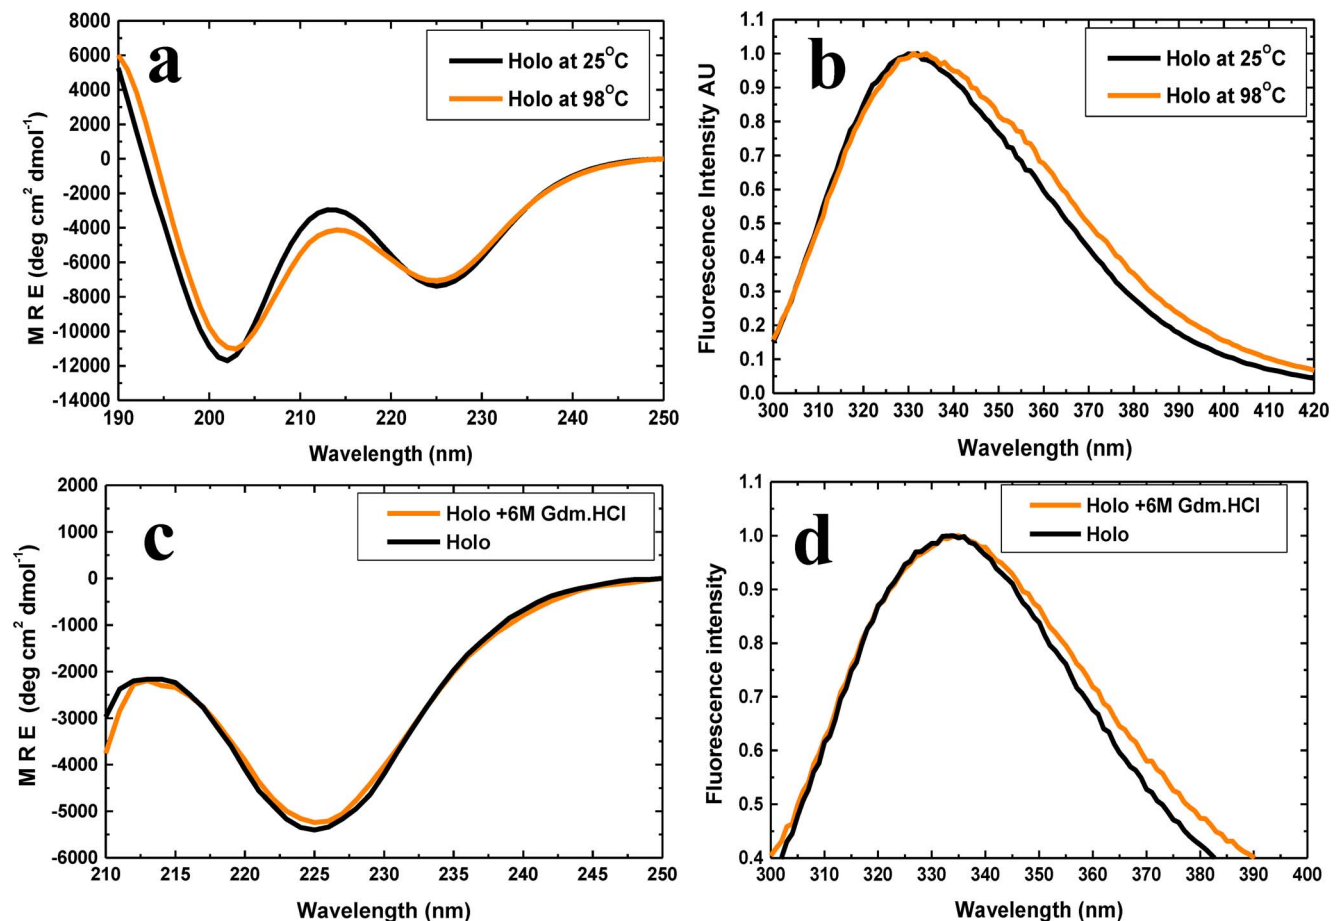 a
Holo at 25°C
Holo at 98°C
M R E (deg cm² dmol⁻¹)
8000
6000
4000
2000
0
-2000
-4000
-6000
-8000
-10000
-12000
-14000
190 200 210 220 230 240 250
Wavelength (nm)
b
Holo at 25°C
Holo at 98°C
Fluorescence Intensity AU
1.1
1.0
0.9
0.8
0.7
0.6
0.5
0.4
0.3
0.2
0.1
0.0
300 310 320 330 340 350 360 370 380 390 400 410 420
Wavelength (nm)
c
Holo +6M Gdm.HCl
Holo
M R E (deg cm² dmol⁻¹)
2000
1000
0
-1000
-2000
-3000
-4000
-5000
-6000
210 215 220 225 230 235 240 245 250
Wavelength (nm)
d
Holo +6M Gdm.HCl
Holo
Fluorescence intensity
1.1
1.0
0.9
0.8
0.7
0.6
0.5
0.4
300 310 320 330 340 350 360 370 380 390 400
Wavelength (nm)